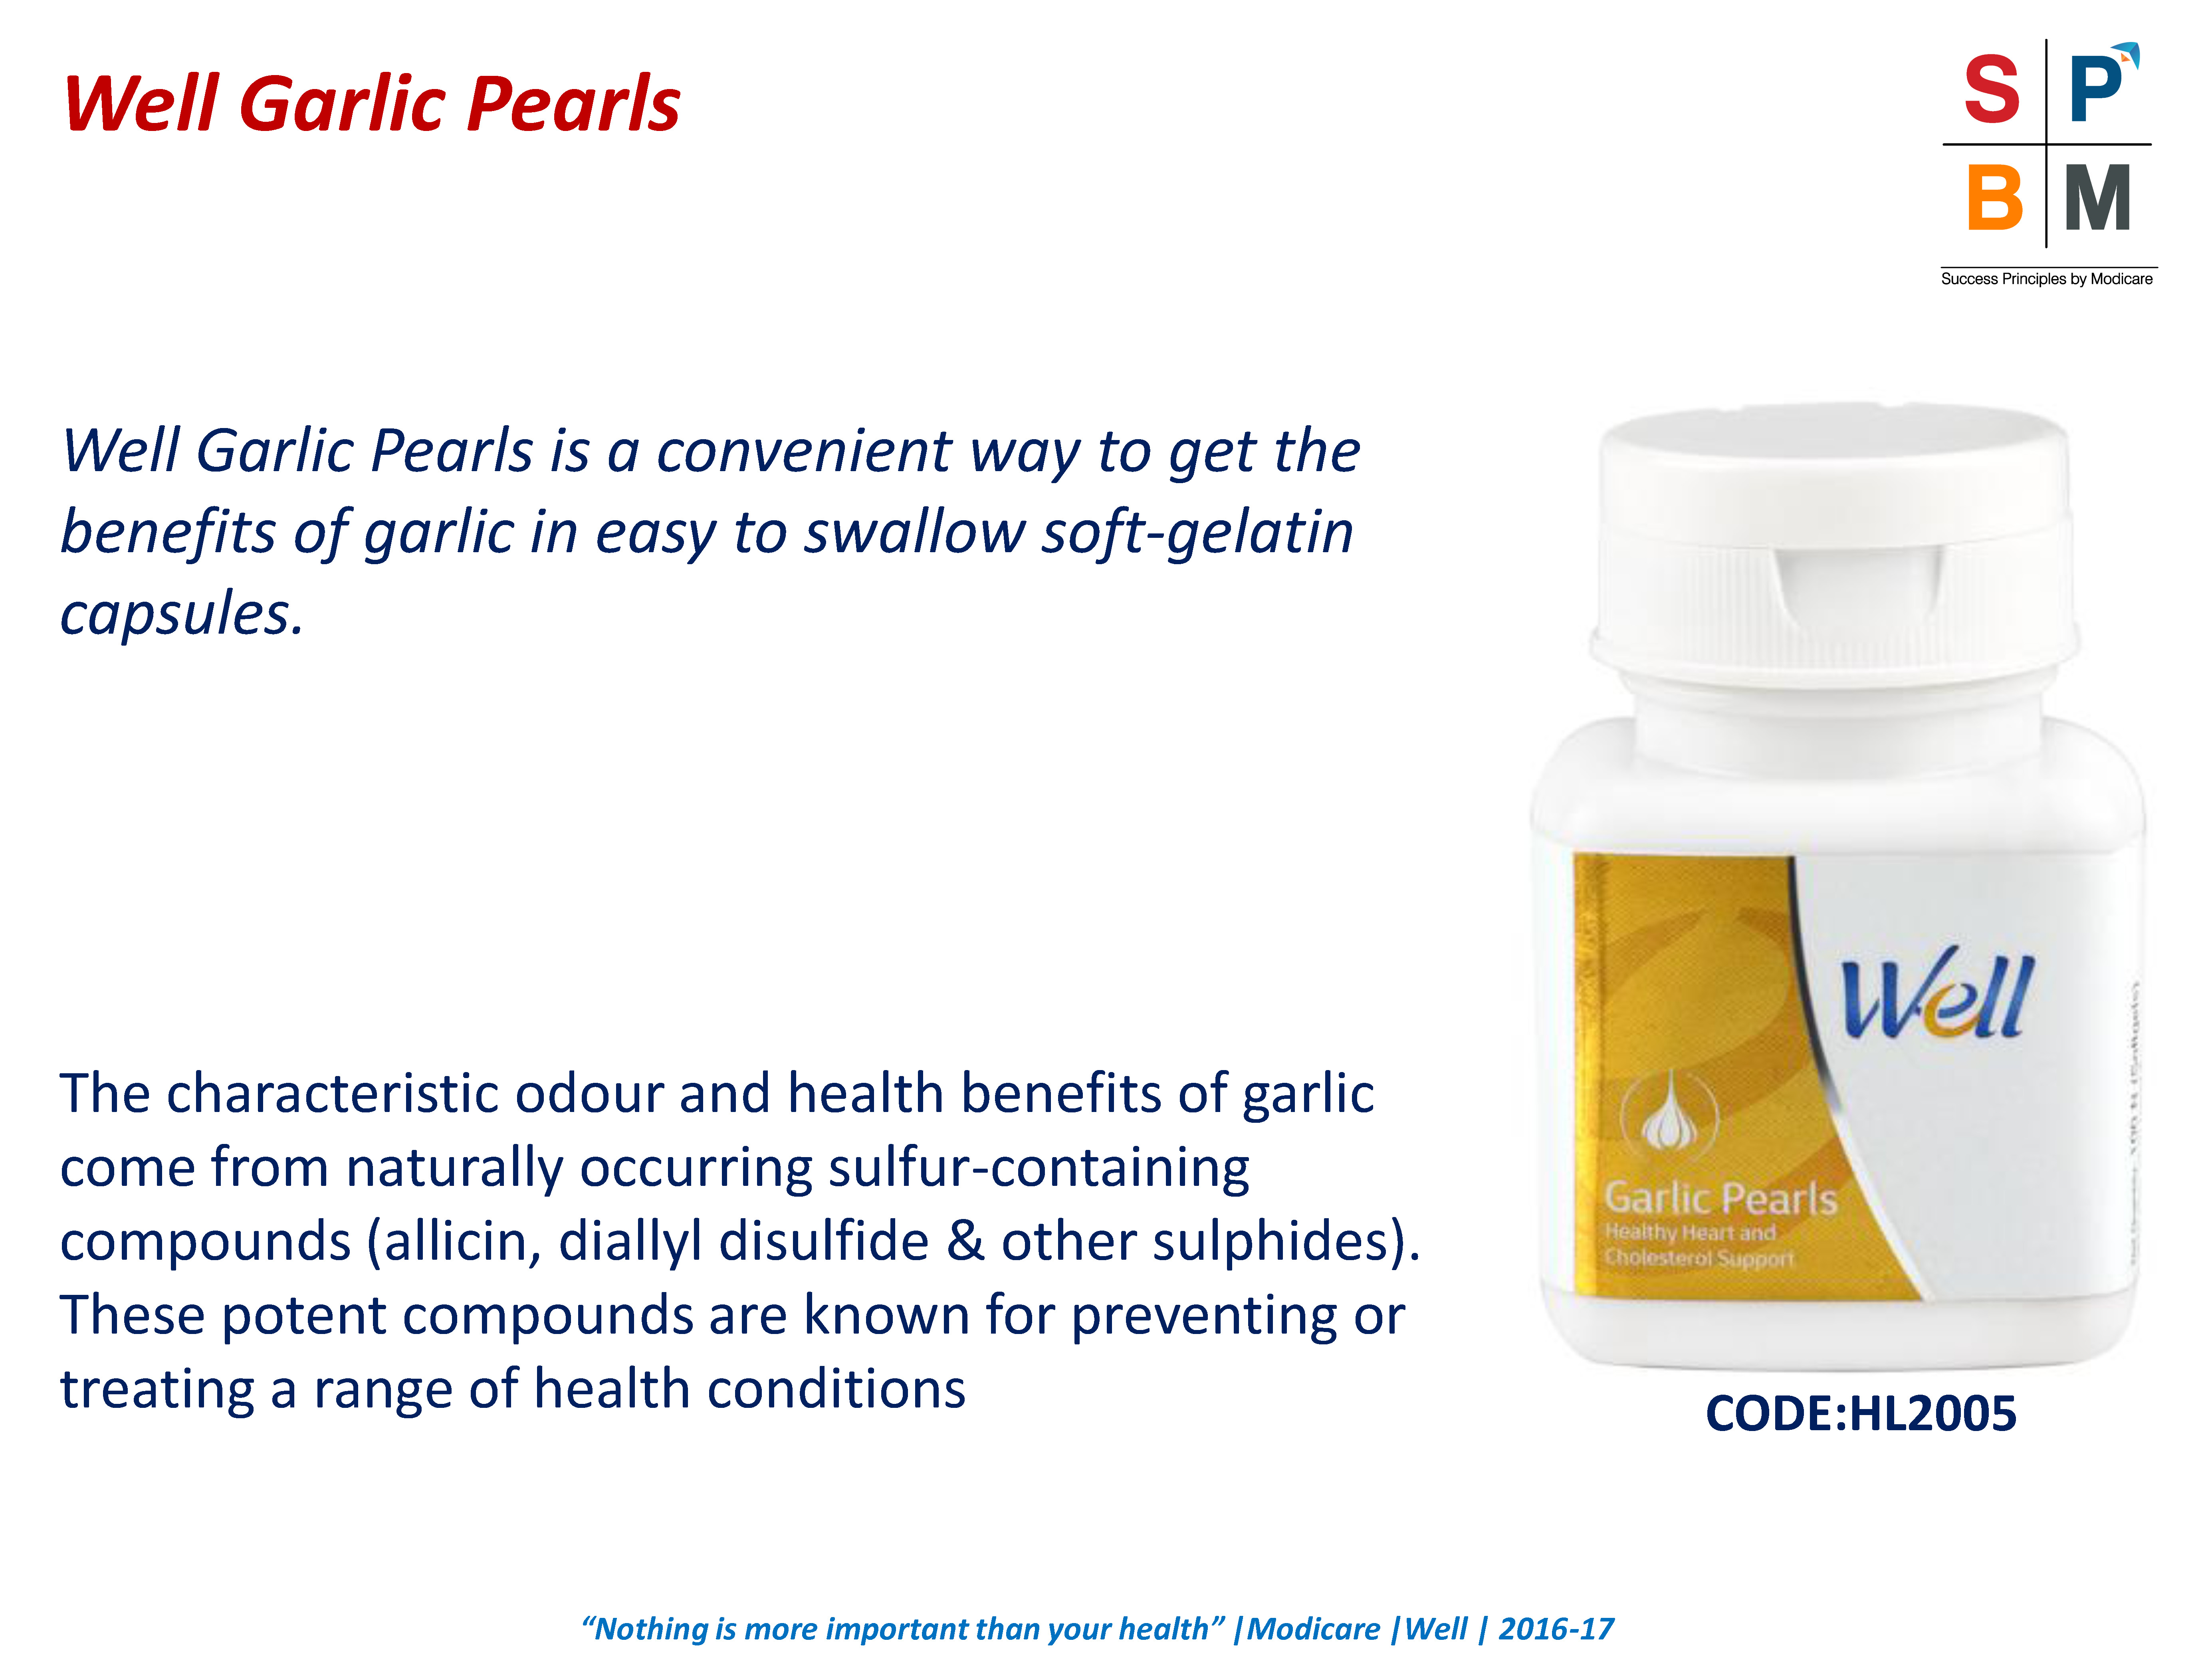 Well Garlic Pearls
S P
B M
Success Principles by Modicare
Well Garlic Pearls is a convenient way to get the
benefits of garlic in easy to swallow soft-gelatin
capsules.
The characteristic odour and health benefits of garlic
come from naturally occurring sulfur-containing
compounds (allicin, diallyl disulfide & other sulphides).
These potent compounds are known for preventing or
treating a range of health conditions
Well
Garlic Pearls
Healthy Heart and
Cholesterol Support
CODE:HL2005
“Nothing is more important than your health” |Modicare |Well | 2016-17